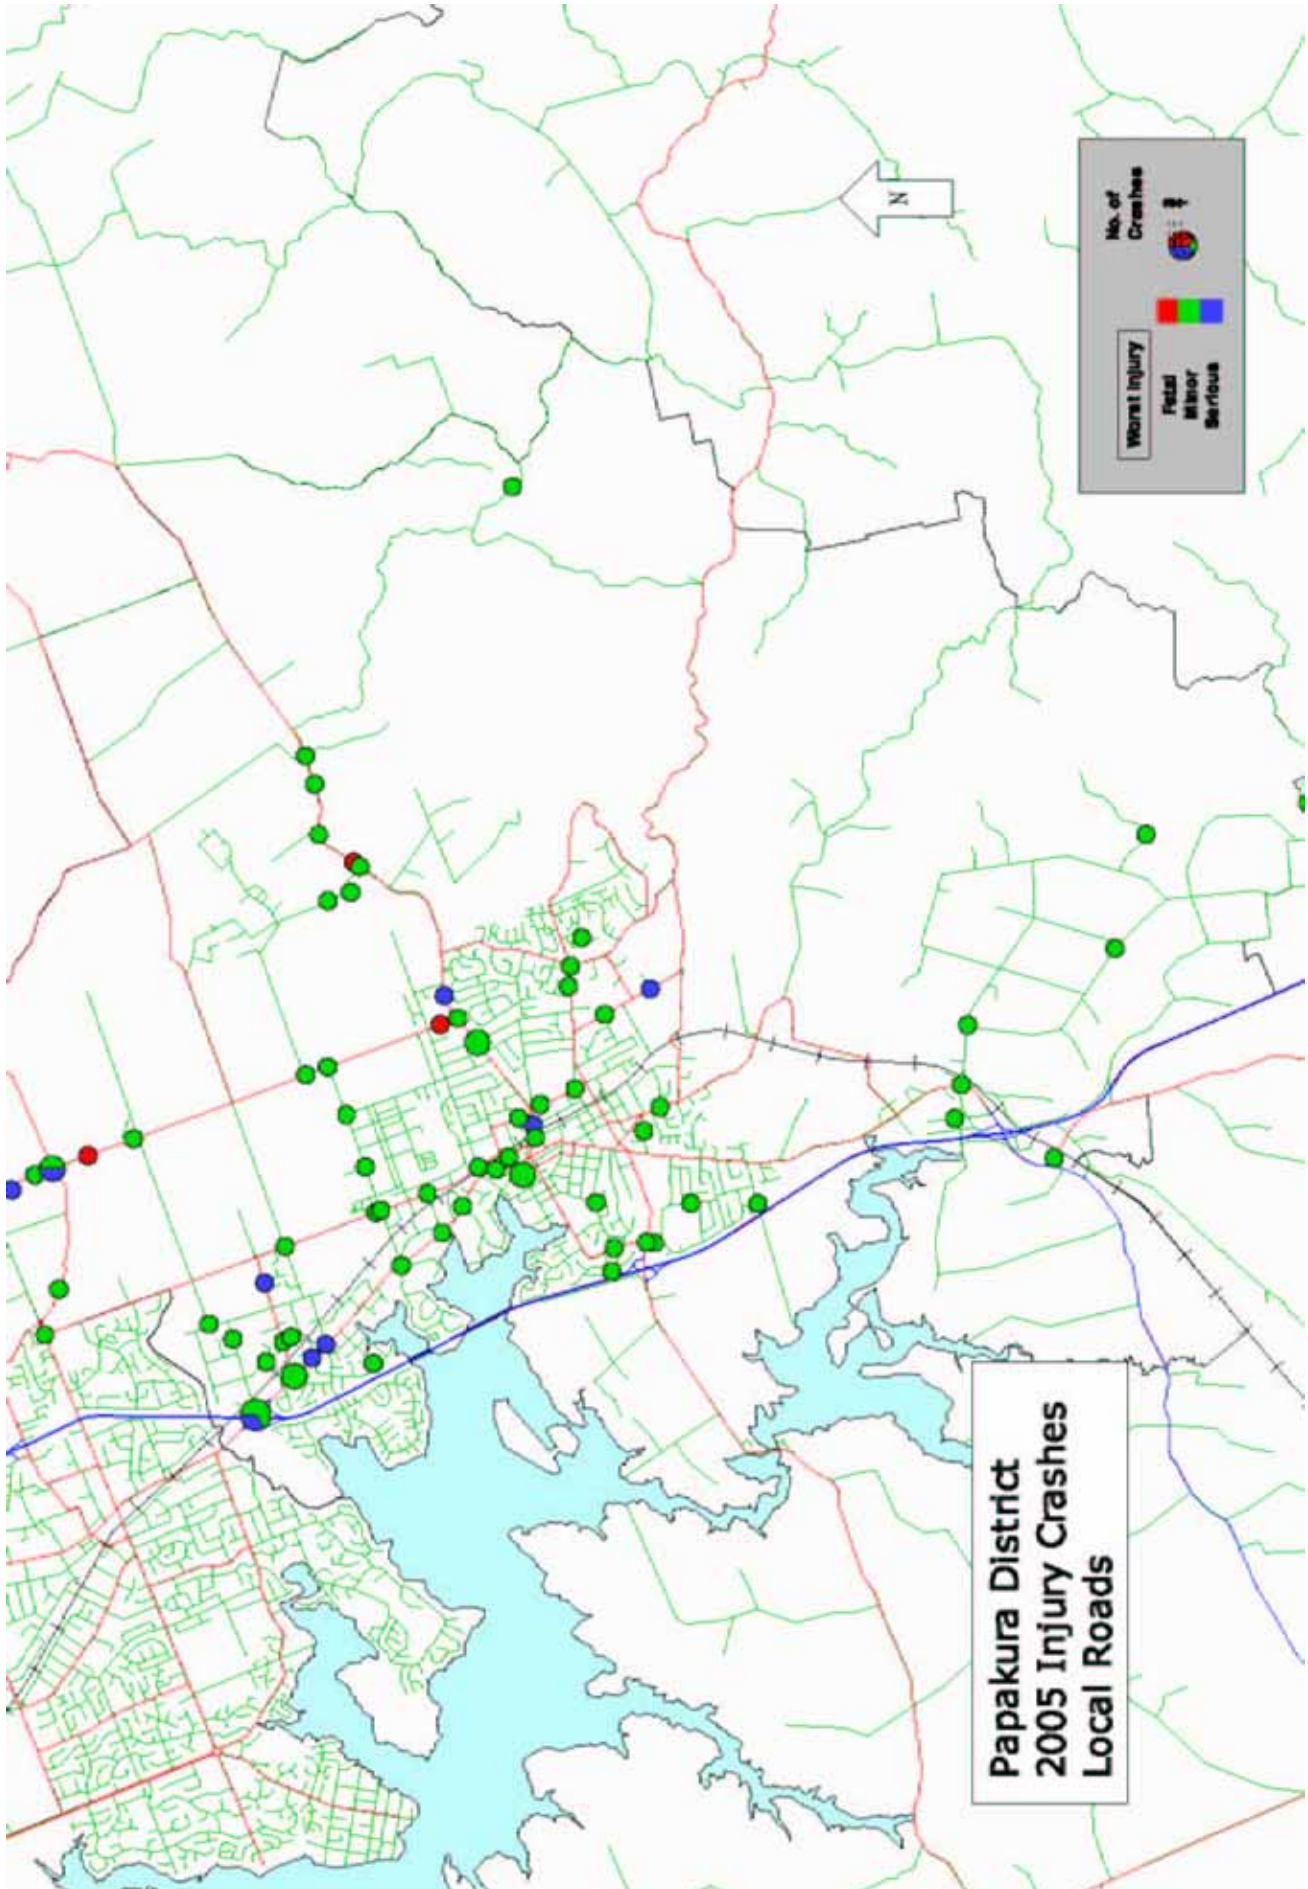 Papakura District
2005 Injury Crashes
Local Roads
N
Worst Injury
Fatal
Minor
Serious
No. of
Crashes